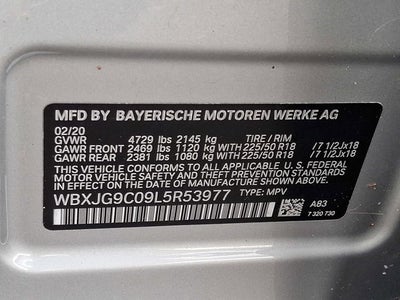 MFD BY BAYERISCHE MOTOREN WERKE AG
02/20
GVWR 4729 lbs 2145 kg TIRE / RIM
GAWR FRONT 2469 lbs 1120 kg WITH 225/50 R18 /7 1/2Jx18
GAWR REAR 2381 lbs 1080 kg WITH 225/50 R18 /7 1/2Jx18
THIS VEHICLE CONFORMS TO ALL APPLICABLE U. S. FEDERAL
MOTOR VEHICLE SAFETY, BUMPER, AND THEFT PREVENTION
STANDARDS IN EFFECT ON THE DATE OF
MANUFACTURE SHOWN ABOVE.
WBXJG9C09L5R53977 TYPE: MPV
A83
7 320 730